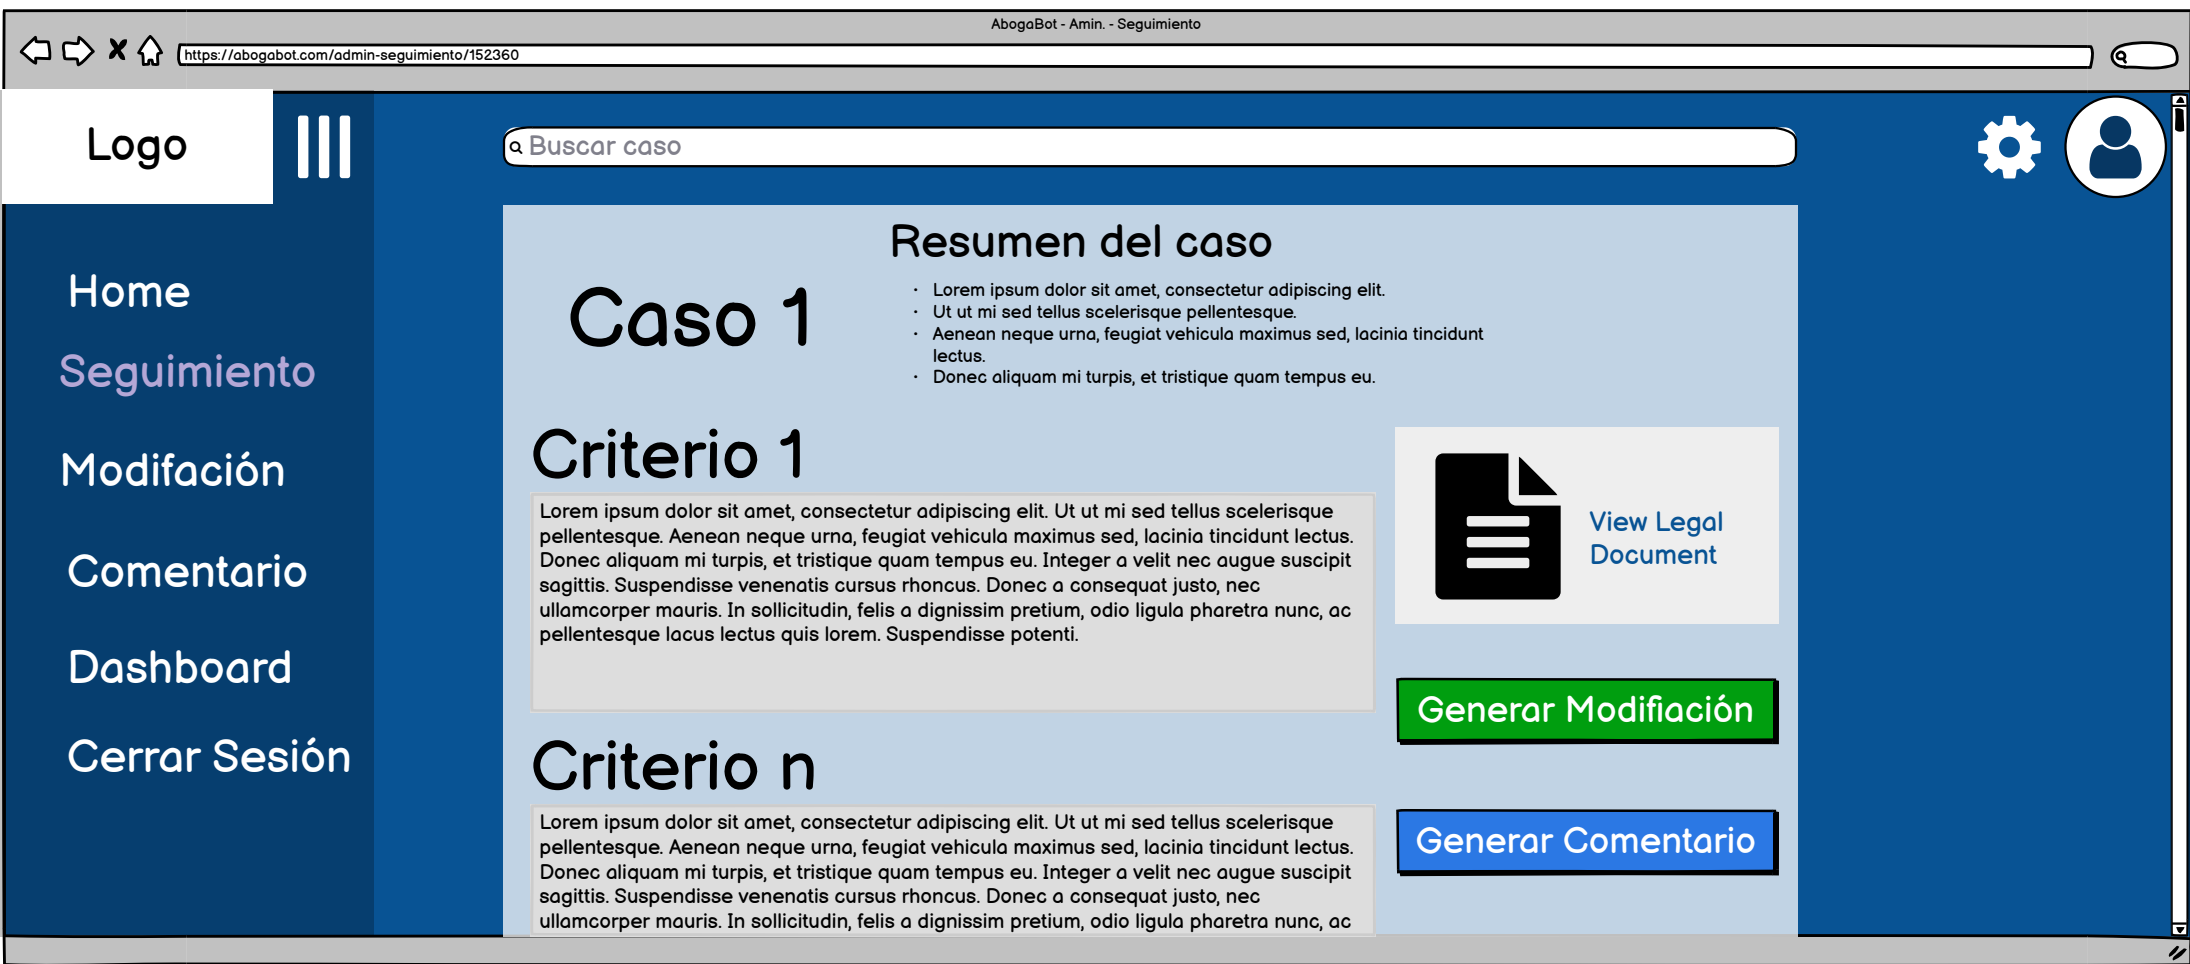 AbogaBot - Amin. - Seguimiento
https://abogabot.com/admin-seguimiento/152360
Logo
Buscar caso
Home
Seguimiento
Modifación
Comentario
Dashboard
Cerrar Sesión
Resumen del caso
Caso 1
· Lorem ipsum dolor sit amet, consectetur adipiscing elit.
· Ut ut mi sed tellus scelerisque pellentesque.
· Aenean neque urna, feugiat vehicula maximus sed, lacinia tincidunt
lectus.
· Donec aliquam mi turpis, et tristique quam tempus eu.
Criterio 1
Lorem ipsum dolor sit amet, consectetur adipiscing elit. Ut ut mi sed tellus scelerisque
pellentesque. Aenean neque urna, feugiat vehicula maximus sed, lacinia tincidunt lectus.
Donec aliquam mi turpis, et tristique quam tempus eu. Integer a velit nec augue suscipit
sagittis. Suspendisse venenatis cursus rhoncus. Donec a consequat justo, nec
ullamcorper mauris. In sollicitudin, felis a dignissim pretium, odio ligula pharetra nunc, ac
pellentesque lacus lectus quis lorem. Suspendisse potenti.
View Legal
Document
Generar Modifiación
Criterio n
Lorem ipsum dolor sit amet, consectetur adipiscing elit. Ut ut mi sed tellus scelerisque
pellentesque. Aenean neque urna, feugiat vehicula maximus sed, lacinia tincidunt lectus.
Donec aliquam mi turpis, et tristique quam tempus eu. Integer a velit nec augue suscipit
sagittis. Suspendisse venenatis cursus rhoncus. Donec a consequat justo, nec
ullamcorper mauris. In sollicitudin, felis a dignissim pretium, odio ligula pharetra nunc, ac
Generar Comentario